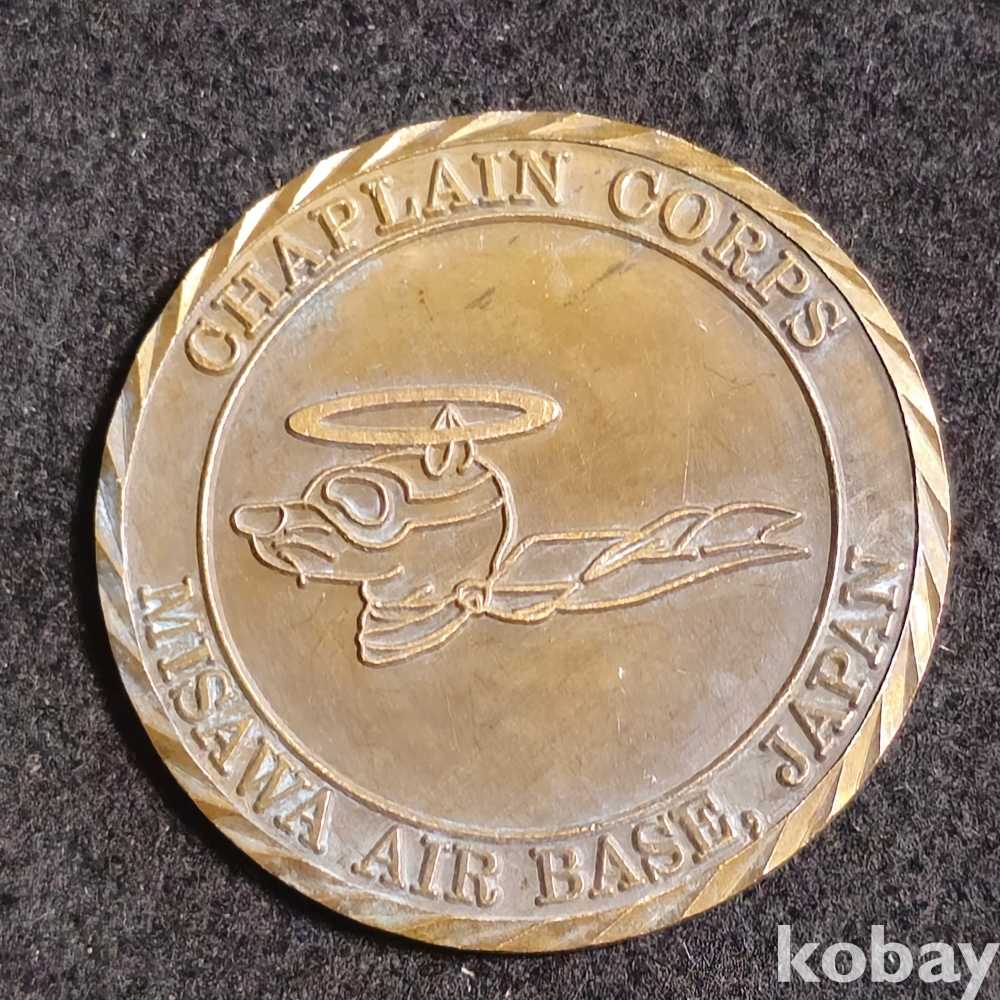 CHAPLAIN CORPS
MISAWA AIR BASE, JAPAN
kobay